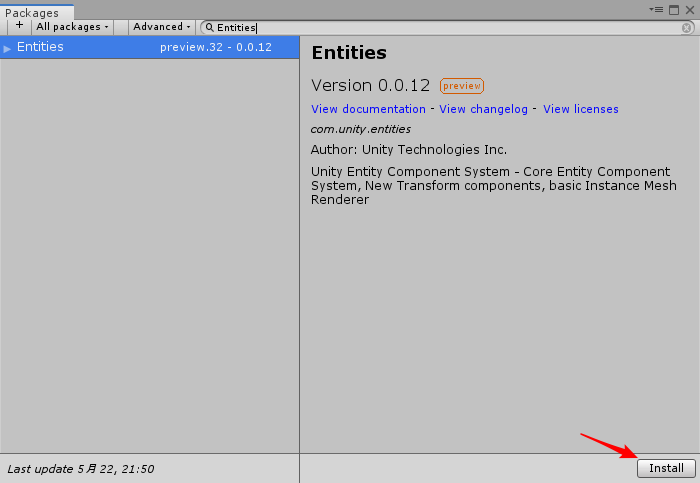 Packages
+ All packages Advanced Entities
Entities preview.32 - 0.0.12
Entities
Version 0.0.12 preview
View documentation - View changelog - View licenses
com.unity.entities
Author: Unity Technologies Inc.
Unity Entity Component System - Core Entity Component
System, New Transform components, basic Instance Mesh
Renderer
Last update 5月 22, 21:50
Install